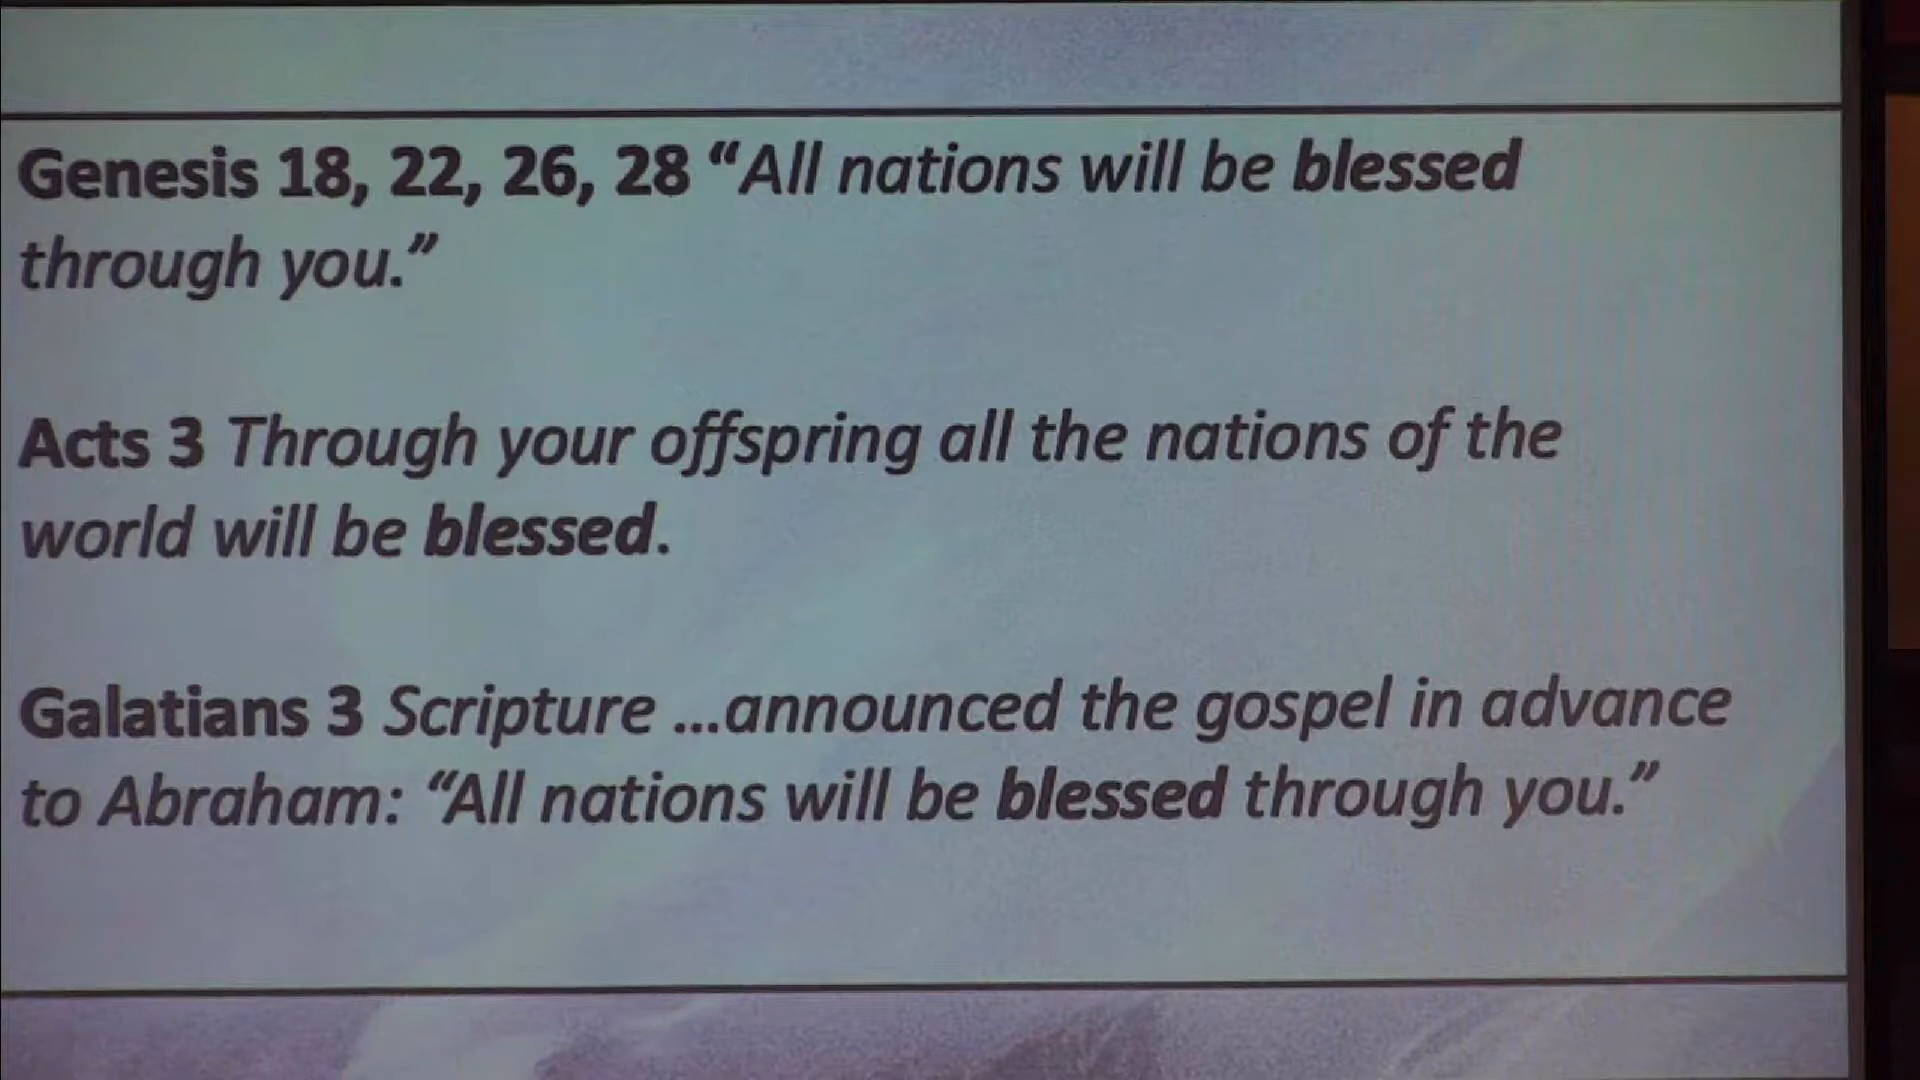 Genesis 18, 22, 26, 28 “All nations will be blessed
through you.”
Acts 3 Through your offspring all the nations of the
world will be blessed.
Galatians 3 Scripture ...announced the gospel in advance
to Abraham: “All nations will be blessed through you.”